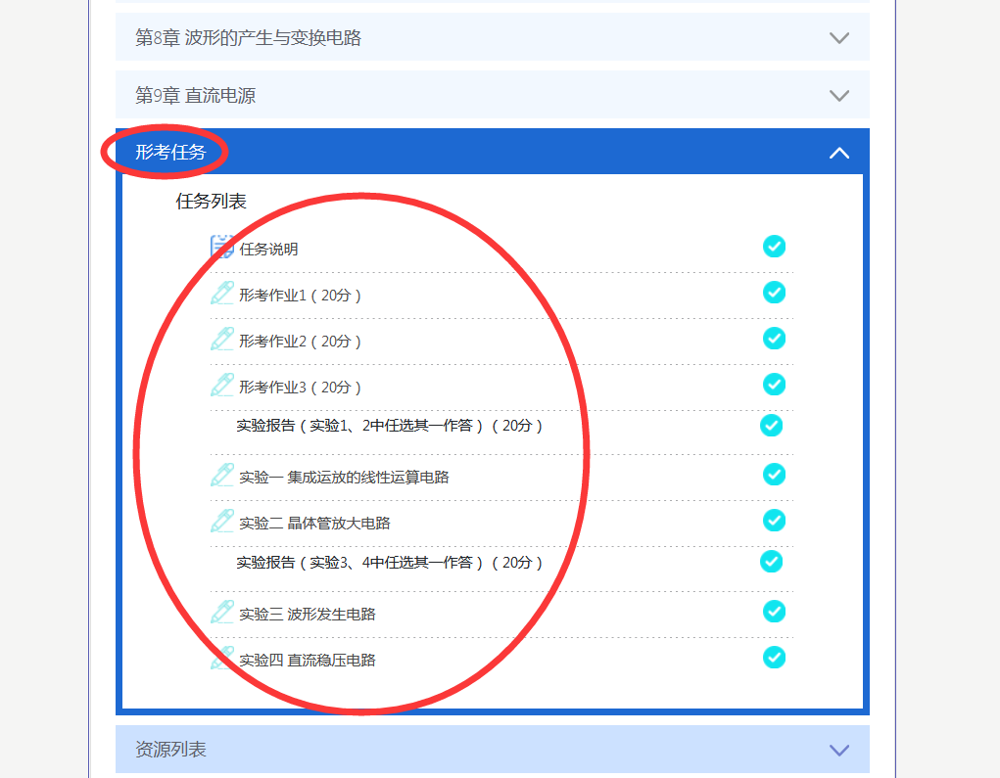 第8章 波形的产生与变换电路
第9章 直流电源
形考任务
任务列表
任务说明
形考作业1（20分）
形考作业2（20分）
形考作业3（20分）
实验报告（实验1、2中任选其一作答）（20分）
实验一 集成运放的线性运算电路
实验二 晶体管放大电路
实验报告（实验3、4中任选其一作答）（20分）
实验三 波形发生电路
实验四 直流稳压电路
资源列表